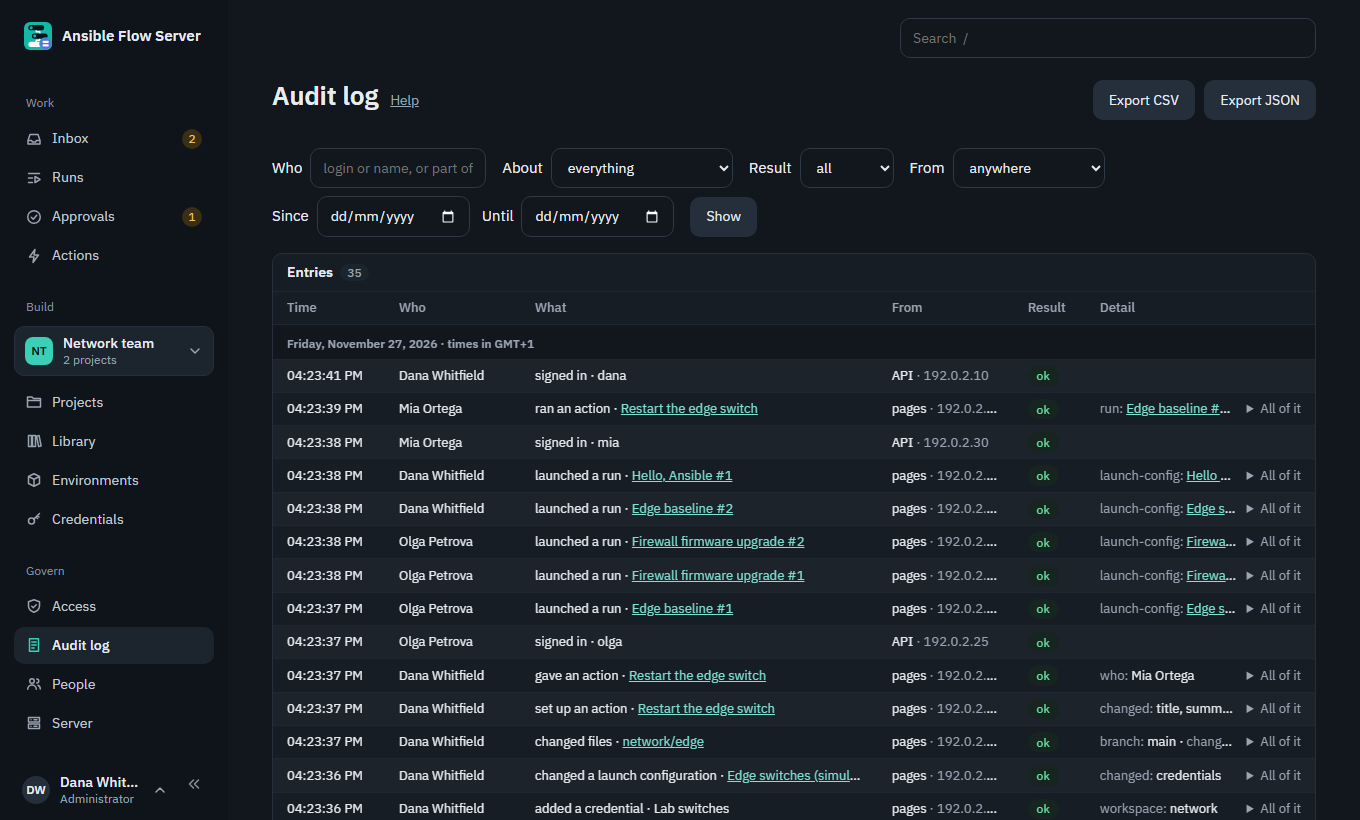 Ansible Flow Server
Search /
Work
Inbox 2
Runs
Approvals 1
Actions
Build
NT Network team
2 projects
Projects
Library
Environments
Credentials
Govern
Access
Audit log
People
Server
DW Dana Whit...
Administrator
Audit log Help
Export CSV Export JSON
Who login or name, or part of About everything Result all From anywhere
Since dd/mm/yyyy Until dd/mm/yyyy Show
Entries 35
Time Who What From Result Detail
Friday, November 27, 2026 · times in GMT+1
04:23:41 PM Dana Whitfield signed in · dana API · 192.0.2.10 ok
04:23:39 PM Mia Ortega ran an action · Restart the edge switch pages · 192.0.2.... ok run: Edge baseline #... ▶ All of it
04:23:38 PM Mia Ortega signed in · mia API · 192.0.2.30 ok
04:23:38 PM Dana Whitfield launched a run · Hello, Ansible #1 pages · 192.0.2.... ok launch-config: Hello ... ▶ All of it
04:23:38 PM Dana Whitfield launched a run · Edge baseline #2 pages · 192.0.2.... ok launch-config: Edge s... ▶ All of it
04:23:38 PM Olga Petrova launched a run · Firewall firmware upgrade #2 pages · 192.0.2.... ok launch-config: Firewa... ▶ All of it
04:23:38 PM Olga Petrova launched a run · Firewall firmware upgrade #1 pages · 192.0.2.... ok launch-config: Firewa... ▶ All of it
04:23:37 PM Olga Petrova launched a run · Edge baseline #1 pages · 192.0.2.... ok launch-config: Edge s... ▶ All of it
04:23:37 PM Olga Petrova signed in · olga API · 192.0.2.25 ok
04:23:37 PM Dana Whitfield gave an action · Restart the edge switch pages · 192.0.2.... ok who: Mia Ortega ▶ All of it
04:23:37 PM Dana Whitfield set up an action · Restart the edge switch pages · 192.0.2.... ok changed: title, summ... ▶ All of it
04:23:37 PM Dana Whitfield changed files · network/edge pages · 192.0.2.... ok branch: main · chang... ▶ All of it
04:23:36 PM Dana Whitfield changed a launch configuration · Edge switches (simul... pages · 192.0.2.... ok changed: credentials ▶ All of it
04:23:36 PM Dana Whitfield added a credential · Lab switches pages · 192.0.2.... ok workspace: network ▶ All of it